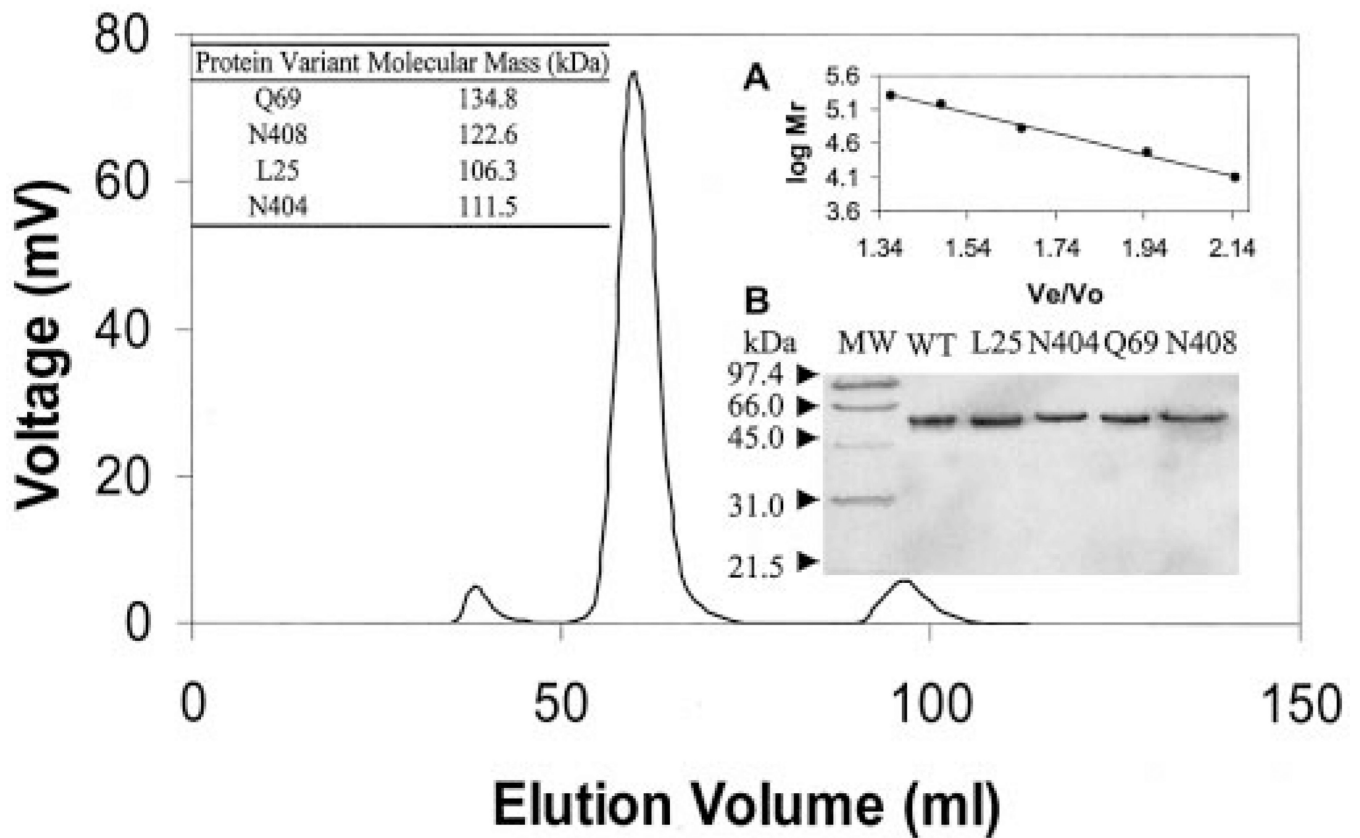 80
60
40
20
0
Voltage (mV)
0 50 100 150
Elution Volume (ml)
Protein Variant Molecular Mass (kDa)
Q69 134.8
N408 122.6
L25 106.3
N404 111.5
A
5.6
5.1
4.6
4.1
3.6
log Mr
1.34 1.54 1.74 1.94 2.14
Ve/Vo
B
kDa MW WT L25 N404 Q69 N408
97.4
66.0
45.0
31.0
21.5